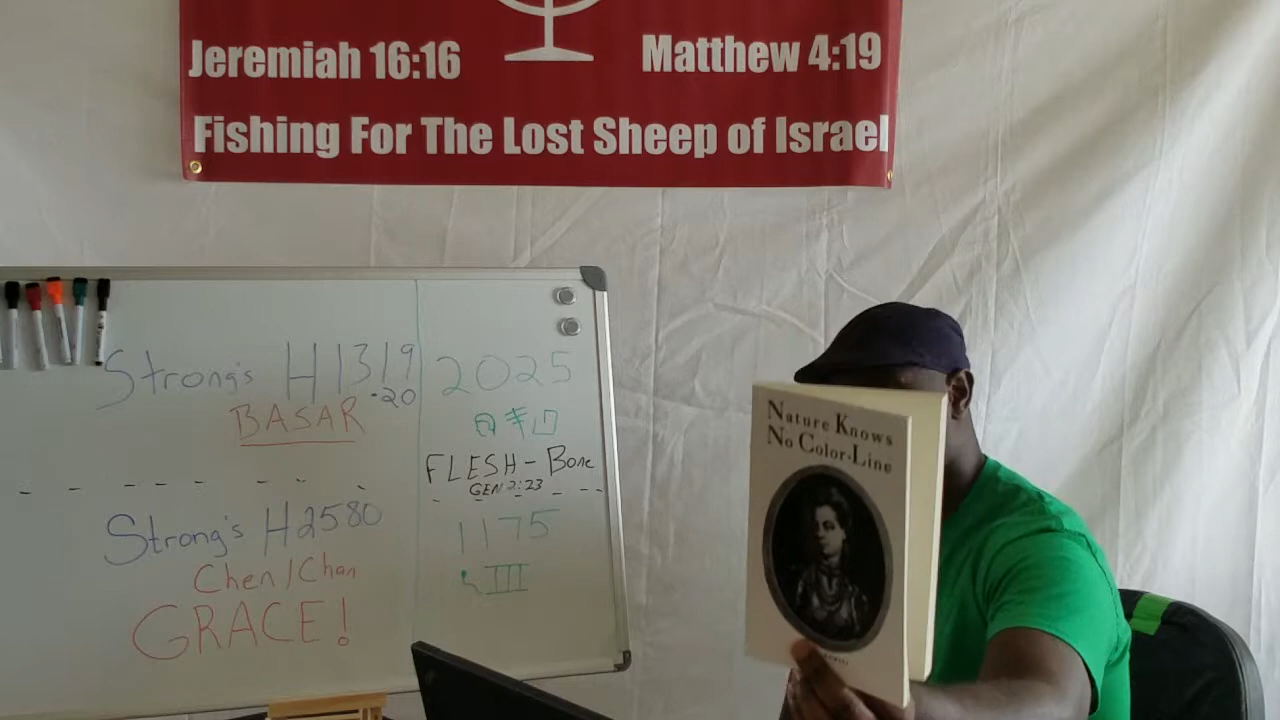 Jeremiah 16:16
Matthew 4:19
Fishing For The Lost Sheep of Israel
Strong's H1319
-20
BASAR
Strong's H2580
Chen/Chan
GRACE!
2025
FLESH-Bone
GEN 2:23
1175
Nature Knows
No Color-Line